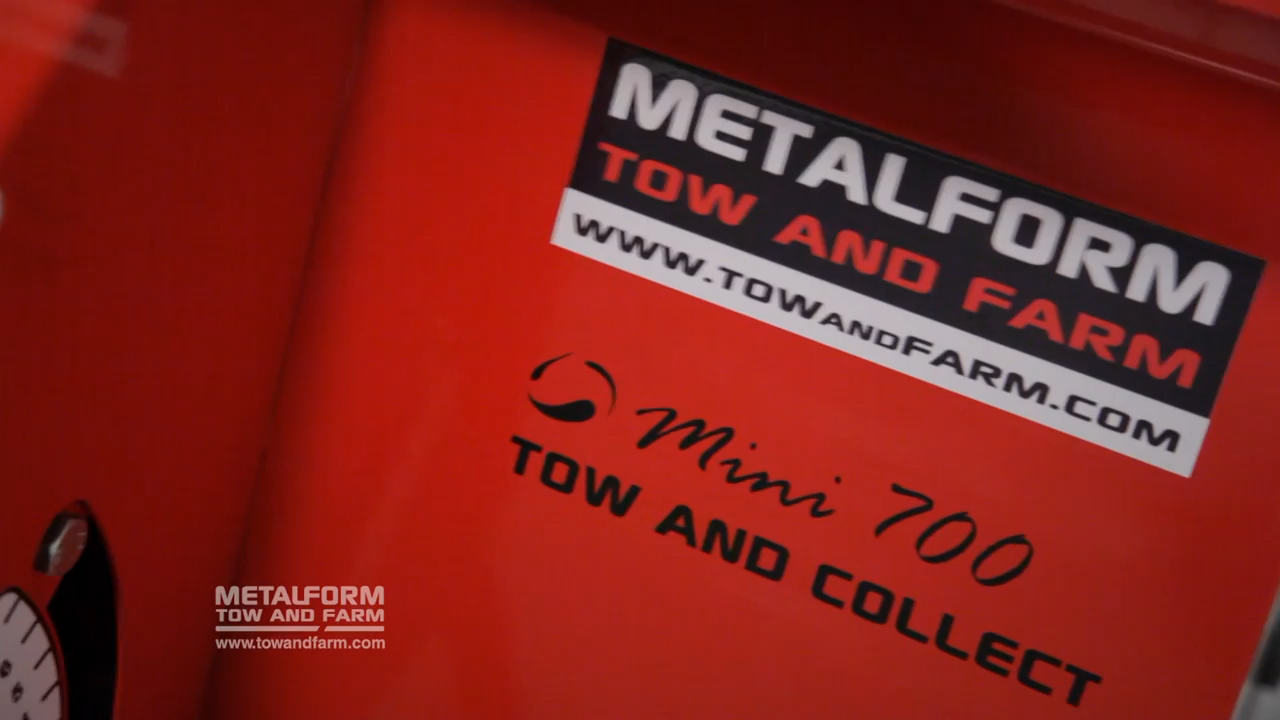 METALFORM
TOW AND FARM
WWW.TOWANDFARM.COM
Mini 700
TOW AND COLLECT
METALFORM
TOW AND FARM
www.towandfarm.com